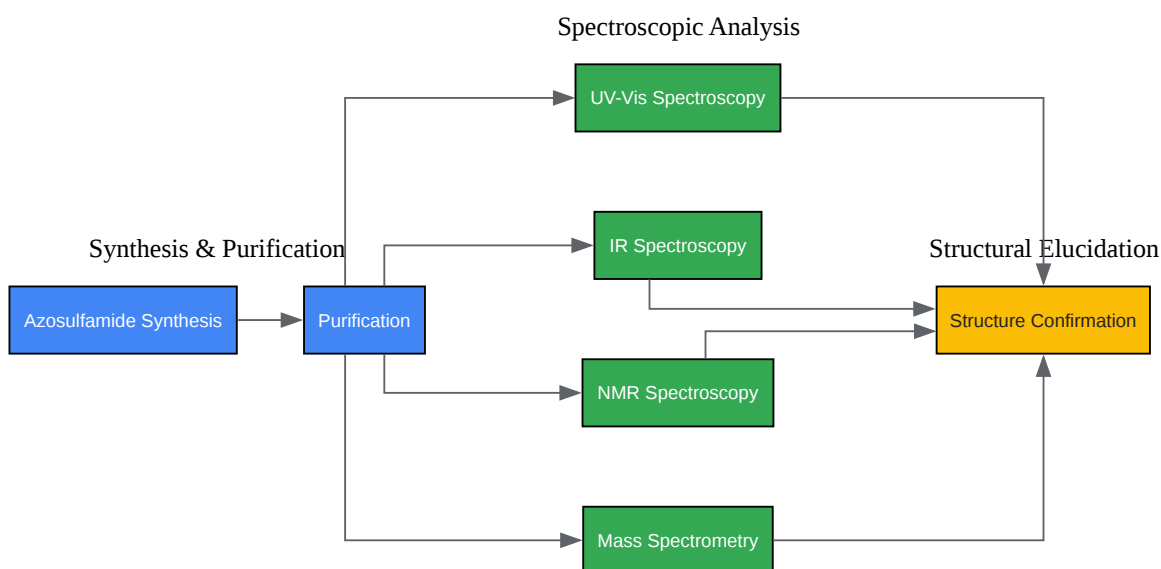 Spectroscopic Analysis
UV-Vis Spectroscopy
Synthesis & Purification
IR Spectroscopy
Structural Elucidation
Azosulfamide Synthesis
Purification
Structure Confirmation
NMR Spectroscopy
Mass Spectrometry